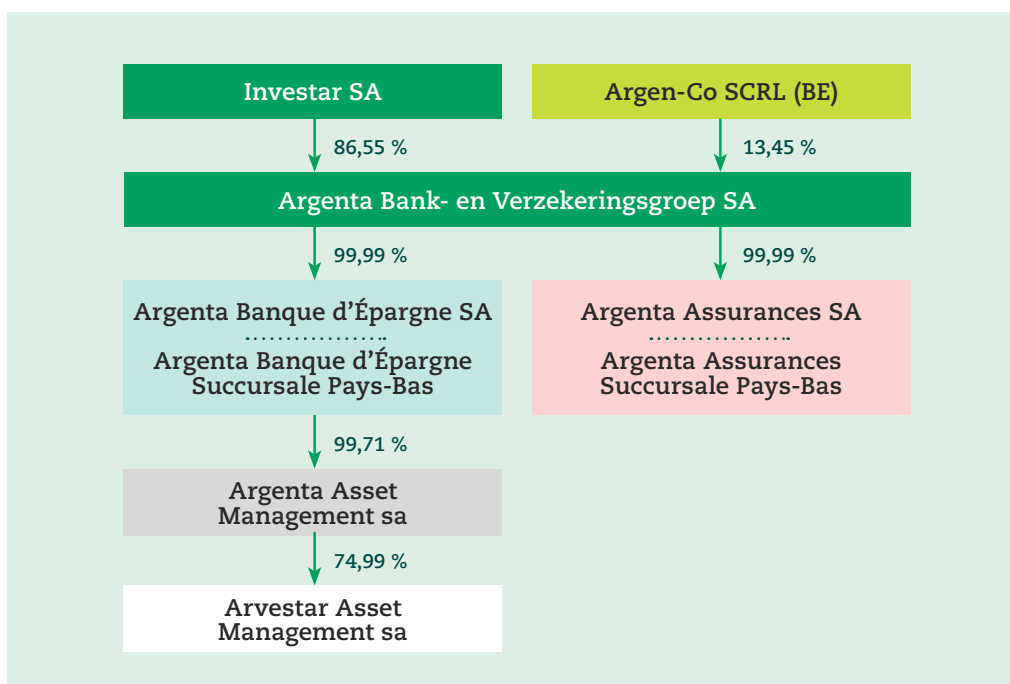 Investar SA
Argen-Co SCRL (BE)
86,55 %
13,45 %
Argenta Bank- en Verzekeringsgroep SA
99,99 %
99,99 %
Argenta Banque d'Épargne SA
Argenta Banque d'Épargne
Succursale Pays-Bas
Argenta Assurances SA
Argenta Assurances
Succursale Pays-Bas
99,71 %
Argenta Asset
Management sa
74,99 %
Arvestar Asset
Management sa